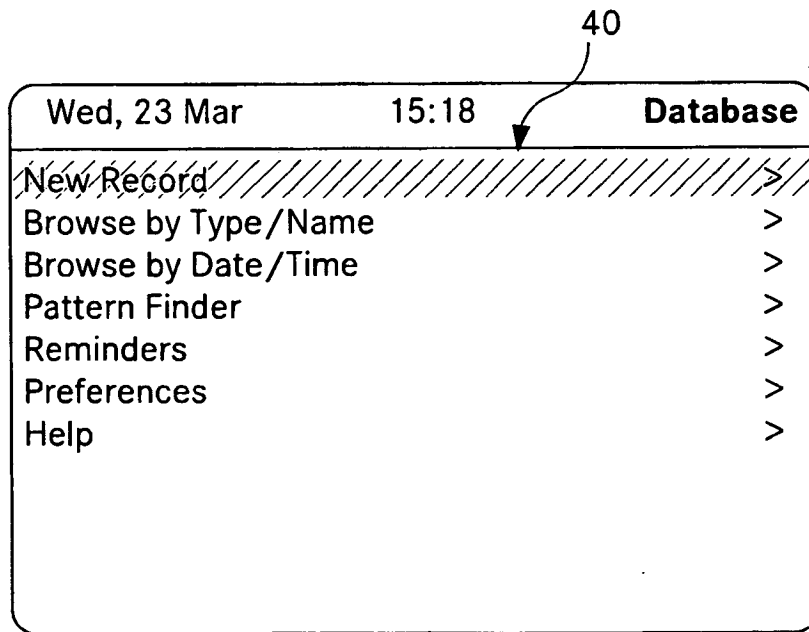 40
Wed, 23 Mar 15:18 Database
New Record >
Browse by Type/Name >
Browse by Date/Time >
Pattern Finder >
Reminders >
Preferences >
Help >